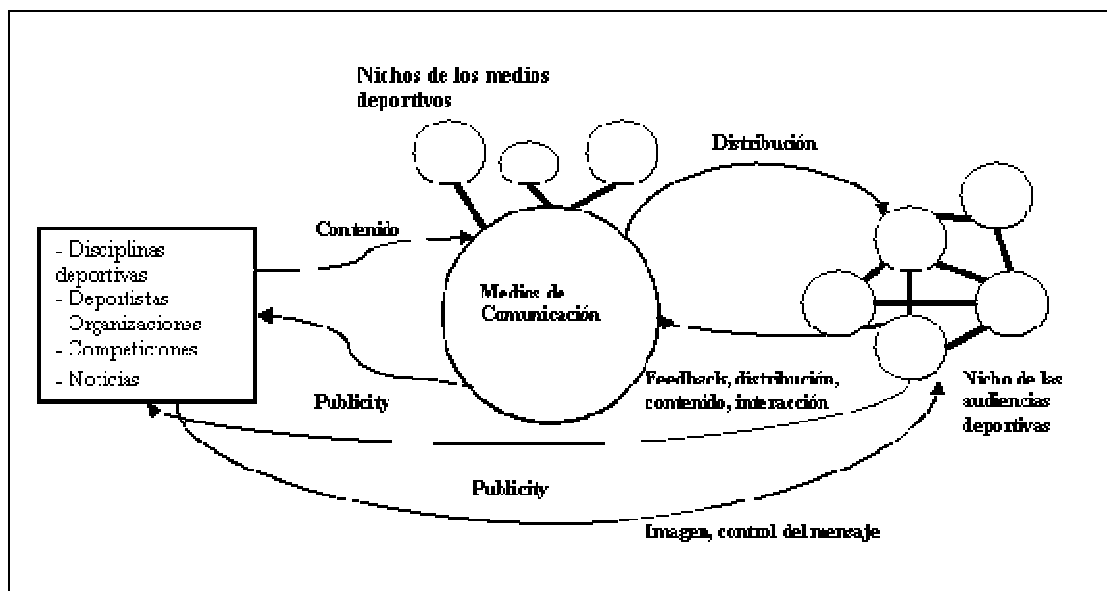 Nichos de los medios
deportivos
Distribución
Contenido
- Disciplinas
deportivas
- Deportistas
Organizaciones
- Competiciones
- Noticias
Medios de
Comunicación
Publicity
Feedback, distribución,
contenido, interacción
Nicho de las
audiencias
deportivas
Publicity
Imagen, control del mensaje